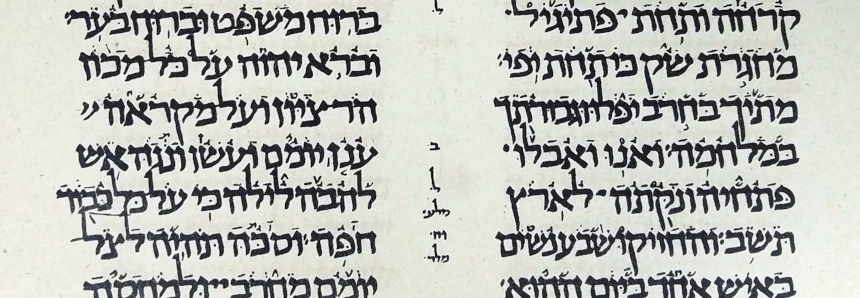 קרחה ותחת פתיגיל
מחגרת שק כי תחת יפי
מתיך בחרב יפלו וגבורתך
במלחמה ואנו ואבלו
פתחיה ונקתה לארץ
תשב והחזיקו שבע נשים
באיש אחד ביום ההוא
ל
ב
ל
ברוח משפט וברוח בער
וברא יהוה על כל מכון
הר ציון ועל מקראה
ענן יומם ועשן ונגה אש
להבה לילה כי על כל כבוד
חפה וסכה תהיה לצל
יומם מחרב ולמחסה